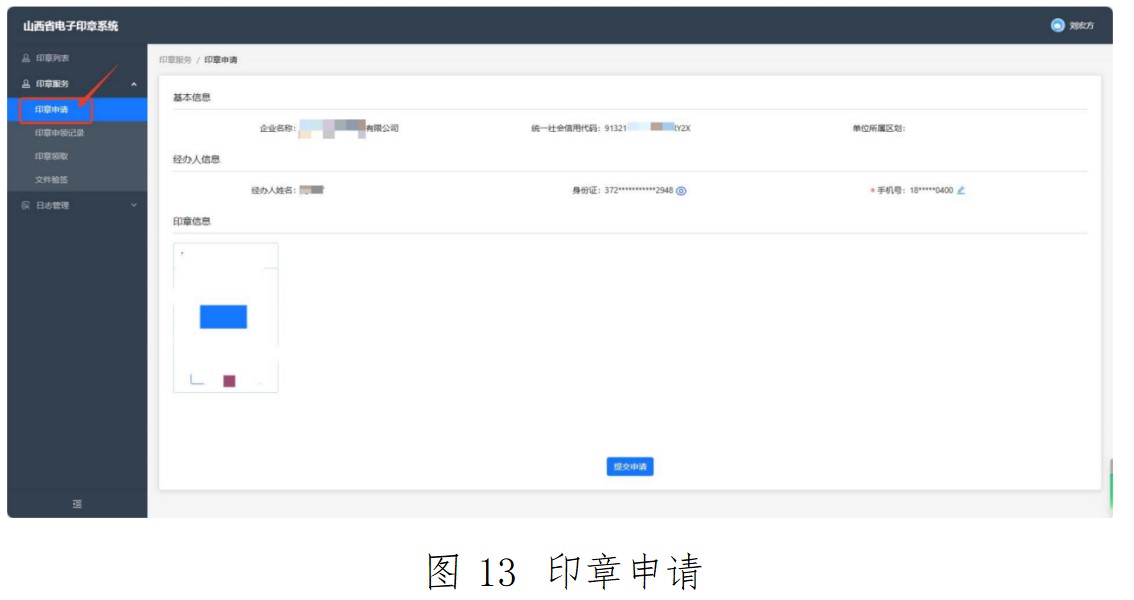 山西省电子印章系统
刘宏方
印章列表
印章服务 / 印章申请
印章服务
基本信息
印章申请
企业名称: 有限公司 统一社会信用代码: 91321 Y2X 单位所属区划:
印章申领记录
印章领取
经办人信息
文件验签
经办人姓名: 身份证: 372***********2948 * 手机号: 18*****0400
日志管理
印章信息
提交申请
图 13 印章申请